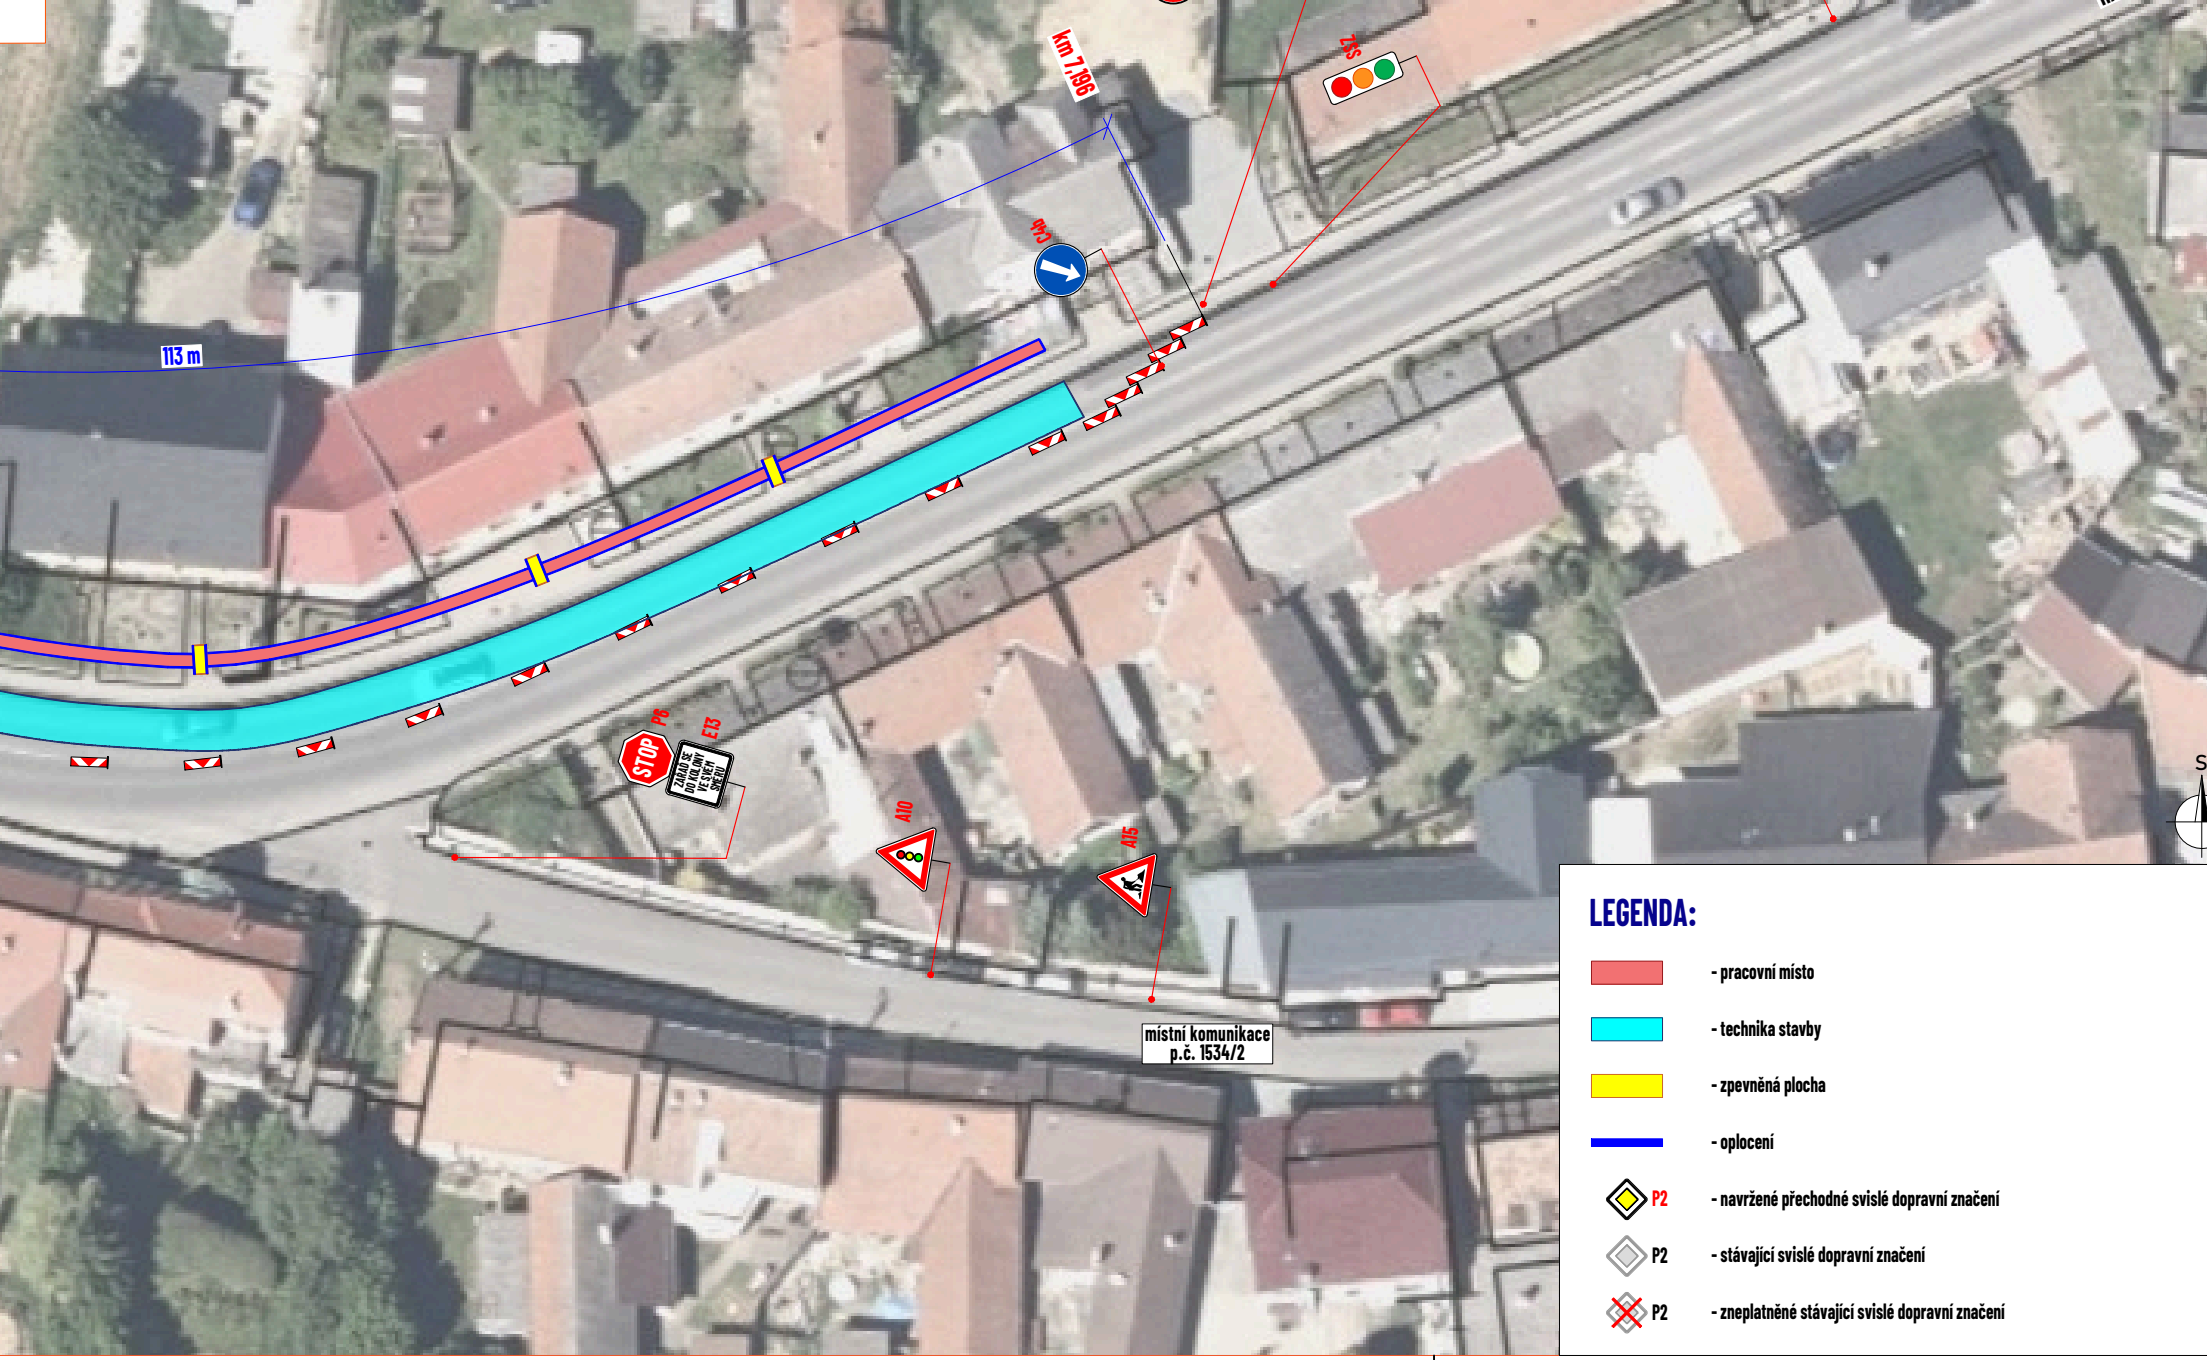 km 7,196
SSZ
C4b
113 m
P6
E13
STOP
ZAŘAĎ SE
DO KOLONY
VE SVÉM
SMĚRU
A10
A15
S
místní komunikace
p.č. 1534/2
LEGENDA:
- pracovní místo
- technika stavby
- zpevněná plocha
- oplocení
P2 - navržené přechodné svislé dopravní značení
P2 - stávající svislé dopravní značení
P2 - zneplatněné stávající svislé dopravní značení